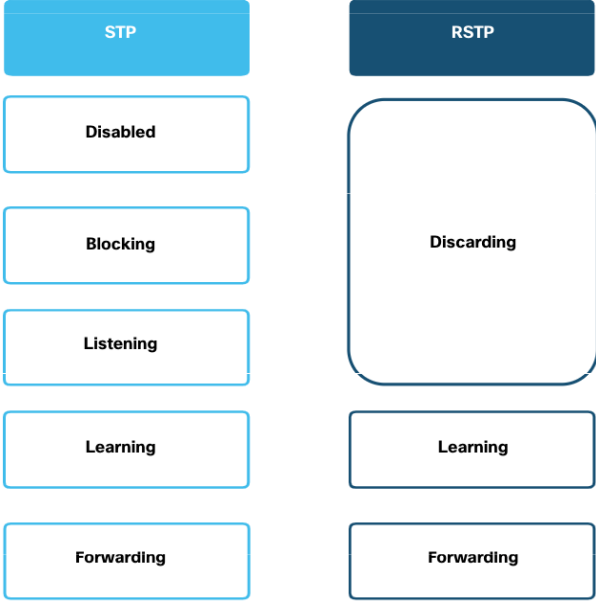 STP
RSTP
Disabled
Blocking
Discarding
Listening
Learning
Learning
Forwarding
Forwarding